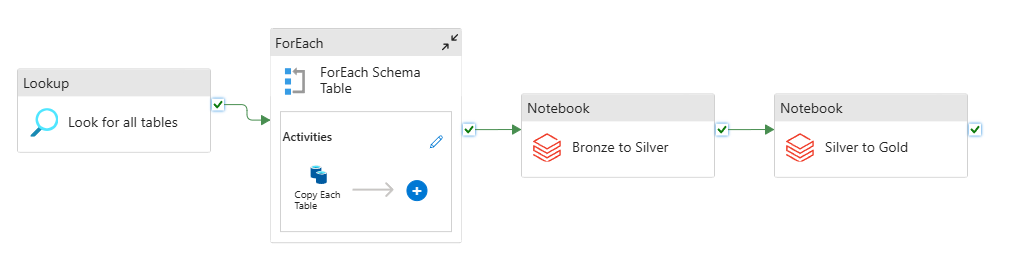 Lookup
Look for all tables
ForEach
ForEach Schema
Table
Activities
Copy Each
Table
Notebook
Bronze to Silver
Notebook
Silver to Gold